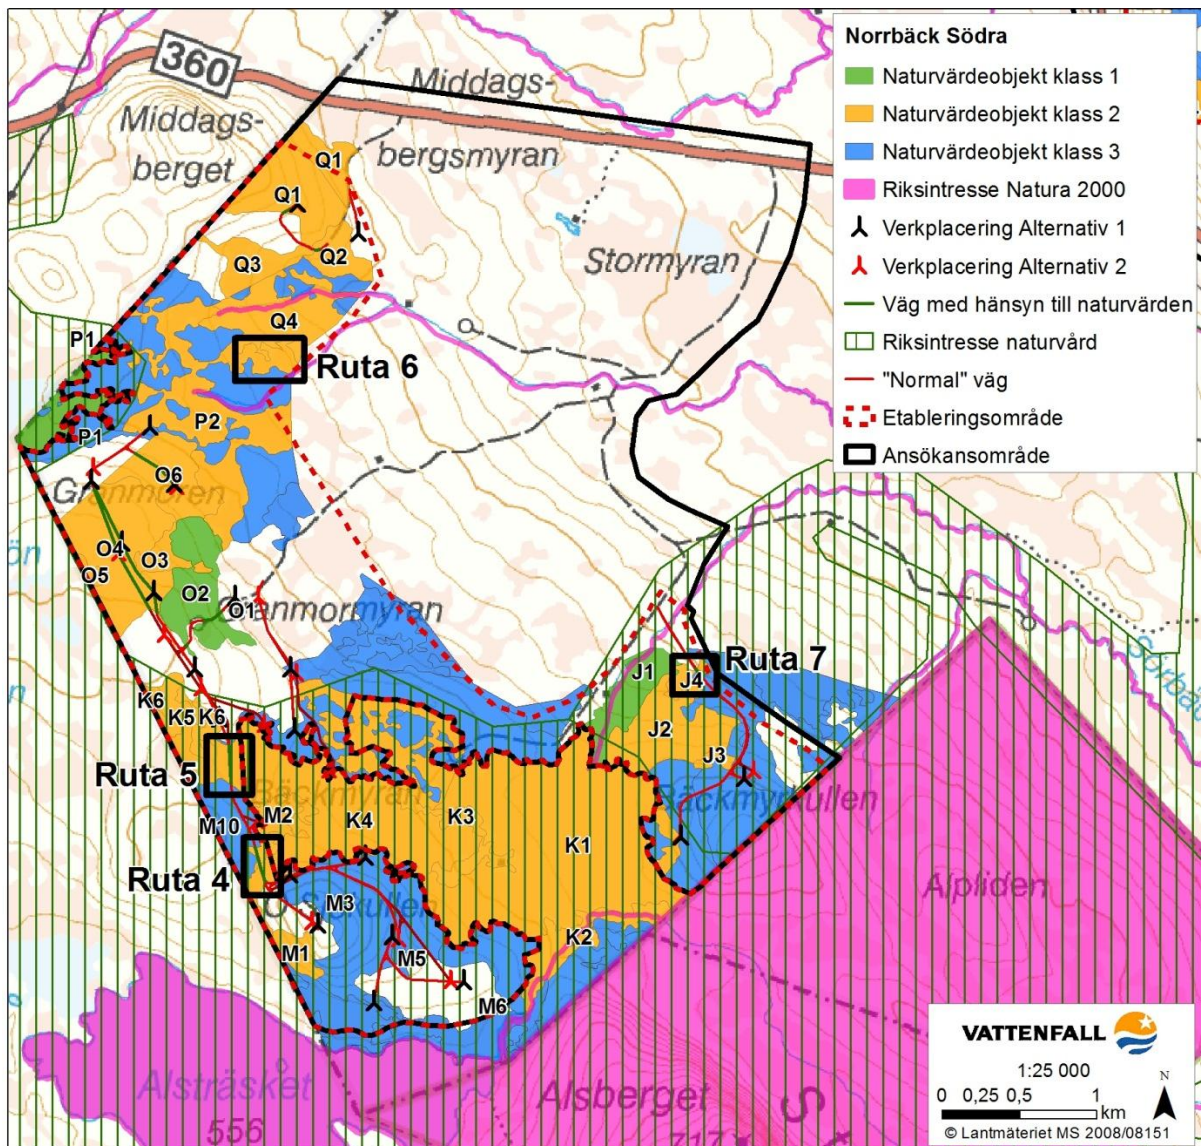 360
Middags-
berget
Middags-
bergsmyran
Stormyran
Q1
Q1
Q2
Q3
Q4
Ruta 6
P1
P1
P2
O6
Granmoren
O4
O3
O5
O2
O1
Granmormyran
Ruta 7
J1
J4
J2
J3
Bäckmyrkullen
K6
K5
K6
Ruta 5
Bäckmyran
M10
M2
K4
K3
K1
Ruta 4
M3
M1
M5
M6
K2
Alpliden
Alsträsket
556
Alsberget
717
S
Norrbäck Södra
Naturvärdeobjekt klass 1
Naturvärdeobjekt klass 2
Naturvärdeobjekt klass 3
Riksintresse Natura 2000
Verkplacering Alternativ 1
Verkplacering Alternativ 2
Väg med hänsyn till naturvärden
Riksintresse naturvård
"Normal" väg
Etableringsområde
Ansökansområde
VATTENFALL
1:25 000
N
0 0,25 0,5 1
km
© Lantmäteriet MS 2008/08151